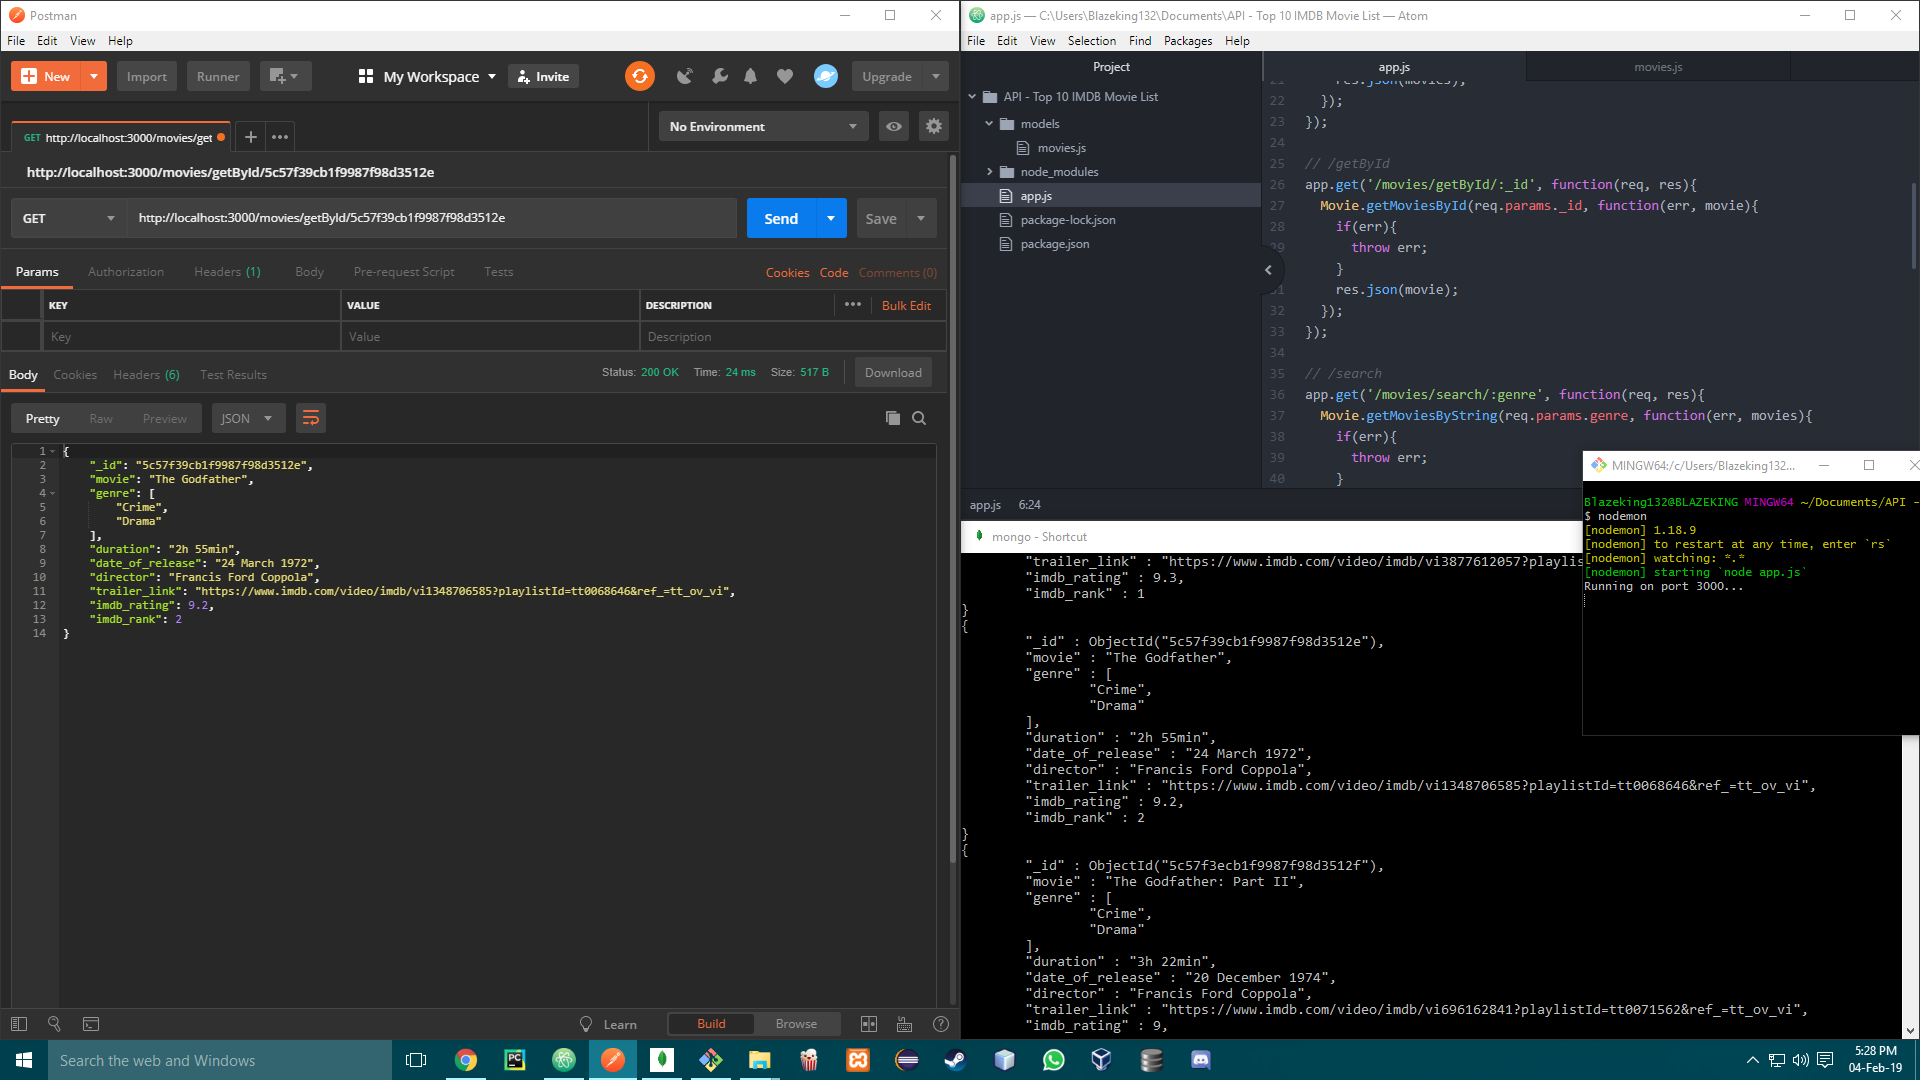 Postman
File Edit View Help
New Import Runner My Workspace Invite Upgrade
GET http://localhost:3000/movies/get
No Environment
http://localhost:3000/movies/getById/5c57f39cb1f9987f98d3512e
GET http://localhost:3000/movies/getById/5c57f39cb1f9987f98d3512e Send Save
Params Authorization Headers (1) Body Pre-request Script Tests Cookies Code Comments (0)
KEY VALUE DESCRIPTION ••• Bulk Edit
Key Value Description
Body Cookies Headers (6) Test Results Status: 200 OK Time: 24 ms Size: 517 B Download
Pretty Raw Preview JSON
1 {
2 "_id": "5c57f39cb1f9987f98d3512e",
3 "movie": "The Godfather",
4 "genre": [
5 "Crime",
6 "Drama"
7 ],
8 "duration": "2h 55min",
9 "date_of_release": "24 March 1972",
10 "director": "Francis Ford Coppola",
11 "trailer_link": "https://www.imdb.com/video/imdb/vi1348706585?playlistId=tt0068646&ref_=tt_ov_vi",
12 "imdb_rating": 9.2,
13 "imdb_rank": 2
14 }
Learn Build Browse
app.js — C:\Users\Blazeking132\Documents\API - Top 10 IMDB Movie List — Atom
File Edit View Selection Find Packages Help
Project
API - Top 10 IMDB Movie List
models
movies.js
node_modules
app.js
package-lock.json
package.json
app.js movies.js
21 res.json(movies);
22 });
23 });
24
25 // /getById
26 app.get('/movies/getById/:_id', function(req, res){
27 Movie.getMoviesById(req.params._id, function(err, movie){
28 if(err){
29 throw err;
}
31 res.json(movie);
32 });
33 });
34
35 // /search
36 app.get('/movies/search/:genre', function(req, res){
37 Movie.getMoviesByString(req.params.genre, function(err, movies){
38 if(err){
39 throw err;
40 }
app.js 6:24
MINGW64:/c/Users/Blazeking132...
Blazeking132@BLAZEKING MINGW64 ~/Documents/API -
$ nodemon
[nodemon] 1.18.9
[nodemon] to restart at any time, enter `rs`
[nodemon] watching: *.*
[nodemon] starting `node app.js`
Running on port 3000...
mongo - Shortcut
"trailer_link" : "https://www.imdb.com/video/imdb/vi3877612057?playlis
"imdb_rating" : 9.3,
"imdb_rank" : 1
}
{
"_id" : ObjectId("5c57f39cb1f9987f98d3512e"),
"movie" : "The Godfather",
"genre" : [
"Crime",
"Drama"
],
"duration" : "2h 55min",
"date_of_release" : "24 March 1972",
"director" : "Francis Ford Coppola",
"trailer_link" : "https://www.imdb.com/video/imdb/vi1348706585?playlistId=tt0068646&ref_=tt_ov_vi",
"imdb_rating" : 9.2,
"imdb_rank" : 2
}
{
"_id" : ObjectId("5c57f3ecb1f9987f98d3512f"),
"movie" : "The Godfather: Part II",
"genre" : [
"Crime",
"Drama"
],
"duration" : "3h 22min",
"date_of_release" : "20 December 1974",
"director" : "Francis Ford Coppola",
"trailer_link" : "https://www.imdb.com/video/imdb/vi696162841?playlistId=tt0071562&ref_=tt_ov_vi",
"imdb_rating" : 9,
Search the web and Windows
5:28 PM
04-Feb-19